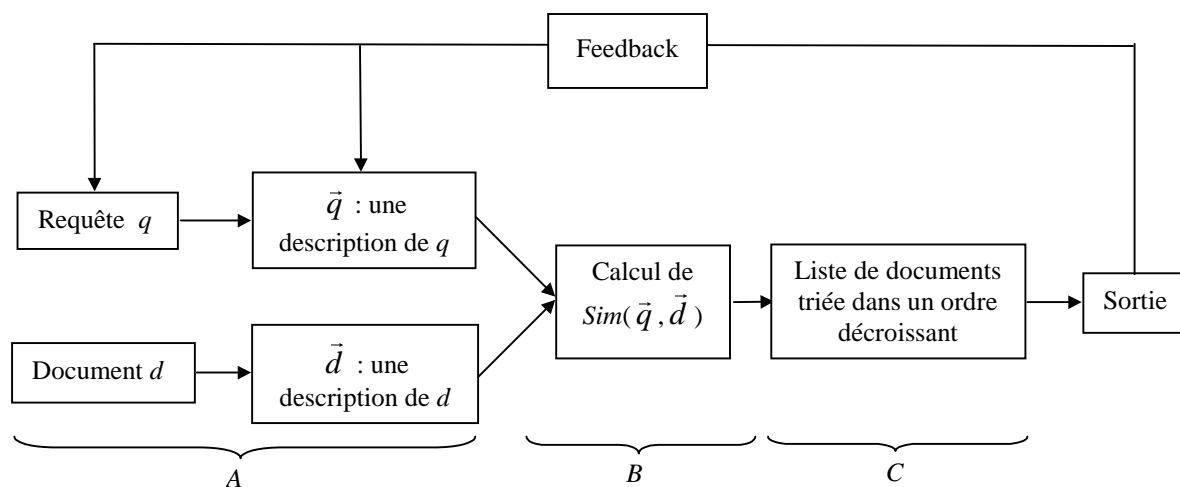 Feedback
Requête q
q⃗ : une
description de q
Calcul de
Sim(q⃗, d⃗)
Liste de documents
triée dans un ordre
décroissant
Sortie
Document d
d⃗ : une
description de d
A
B
C